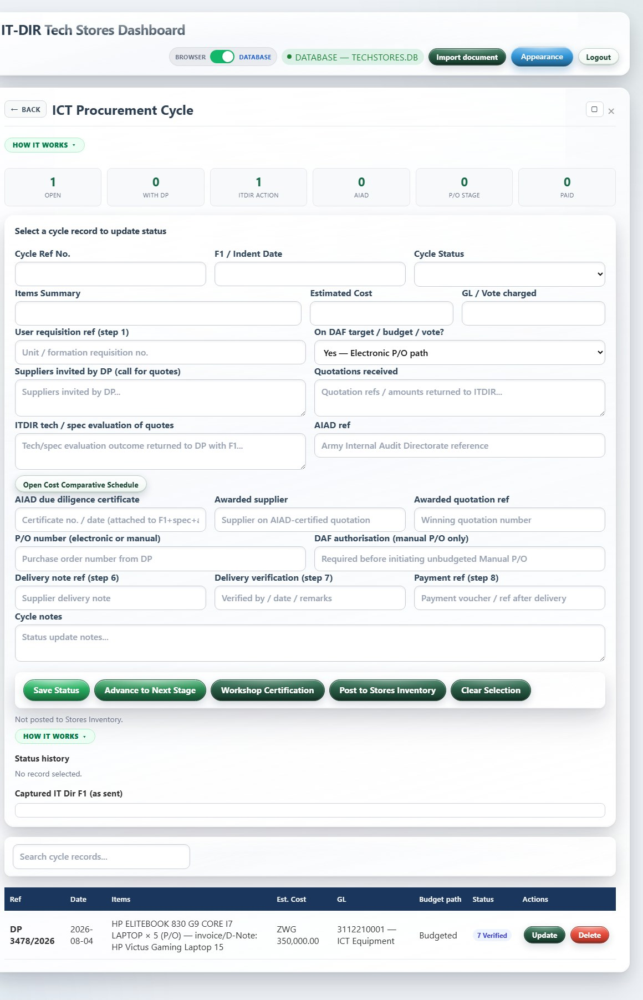 IT-DIR Tech Stores Dashboard
BROWSER DATABASE
DATABASE — TECHSTORES.DB
Import document
Appearance
Logout
← BACK
ICT Procurement Cycle
HOW IT WORKS
1
OPEN
0
WITH DP
1
ITDIR ACTION
0
AIAD
0
P/O STAGE
0
PAID
Select a cycle record to update status
Cycle Ref No.
F1 / Indent Date
Cycle Status
Items Summary
Estimated Cost
GL / Vote charged
User requisition ref (step 1)
On DAF target / budget / vote?
Unit / formation requisition no.
Yes — Electronic P/O path
Suppliers invited by DP (call for quotes)
Quotations received
Suppliers invited by DP...
Quotation refs / amounts returned to ITDIR...
ITDIR tech / spec evaluation of quotes
AIAD ref
Tech/spec evaluation outcome returned to DP with F1...
Army Internal Audit Directorate reference
Open Cost Comparative Schedule
AIAD due diligence certificate
Awarded supplier
Awarded quotation ref
Certificate no. / date (attached to F1+spec+a
Supplier on AIAD-certified quotation
Winning quotation number
P/O number (electronic or manual)
DAF authorisation (manual P/O only)
Purchase order number from DP
Required before initiating unbudgeted Manual P/O
Delivery note ref (step 6)
Delivery verification (step 7)
Payment ref (step 8)
Supplier delivery note
Verified by / date / remarks
Payment voucher / ref after delivery
Cycle notes
Status update notes...
Save Status
Advance to Next Stage
Workshop Certification
Post to Stores Inventory
Clear Selection
Not posted to Stores Inventory.
HOW IT WORKS
Status history
No record selected.
Captured IT Dir F1 (as sent)
Search cycle records...
Ref Date Items Est. Cost GL Budget path Status Actions
DP 3478/2026
2026-08-04
HP ELITEBOOK 830 G9 CORE I7
LAPTOP × 5 (P/O) — invoice/D-Note:
HP Victus Gaming Laptop 15
ZWG 350,000.00
3112210001 —
ICT Equipment
Budgeted
7 Verified
Update
Delete